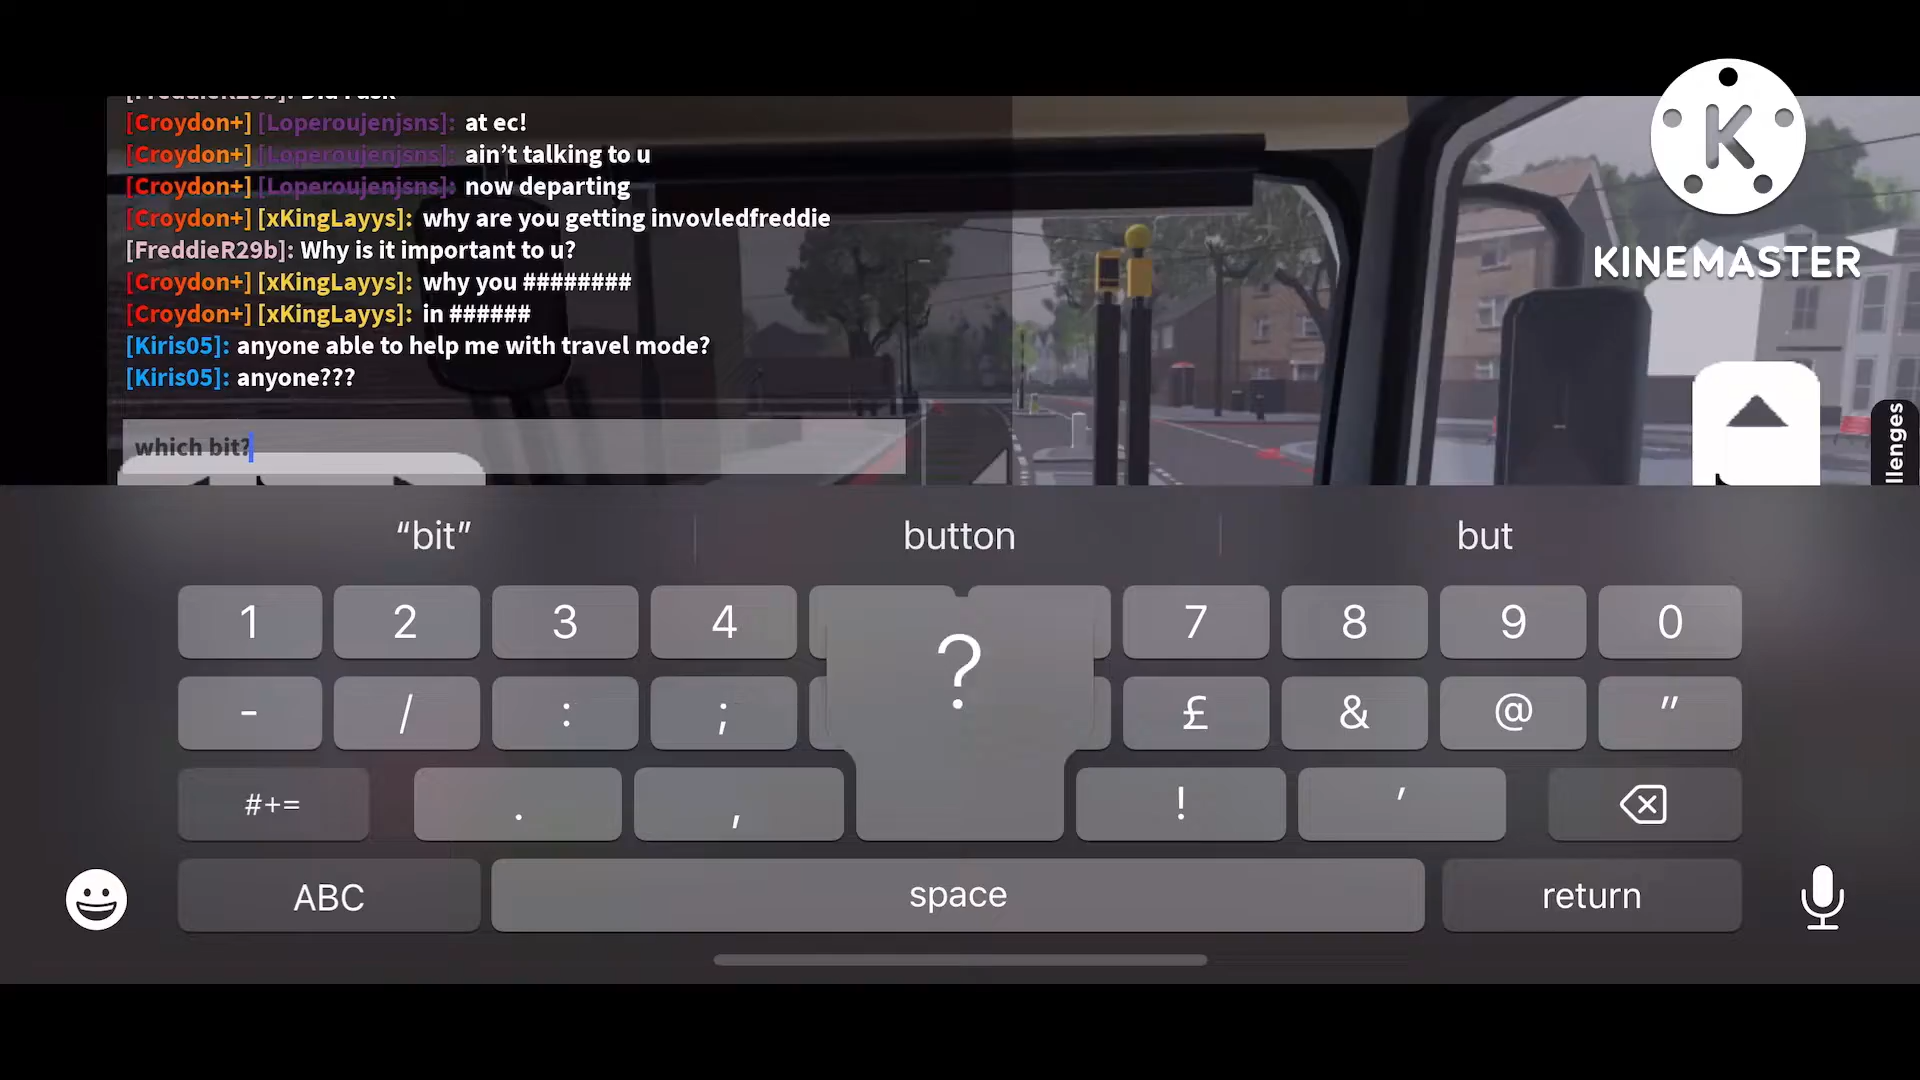 [FreddieR29b]: Did I ask
[Croydon+] [Loperoujenjsns]: at ec!
[Croydon+] [Loperoujenjsns]: ain’t talking to u
[Croydon+] [Loperoujenjsns]: now departing
[Croydon+] [xKingLayys]: why are you getting invovledfreddie
[FreddieR29b]: Why is it important to u?
[Croydon+] [xKingLayys]: why you ########
[Croydon+] [xKingLayys]: in ######
[Kiris05]: anyone able to help me with travel mode?
[Kiris05]: anyone???
which bit?
K
KINEMASTER
llenges
“bit” button but
1 2 3 4 7 8 9 0
?
- / : ; £ & @ "
#+= . , ! ’
ABC space return